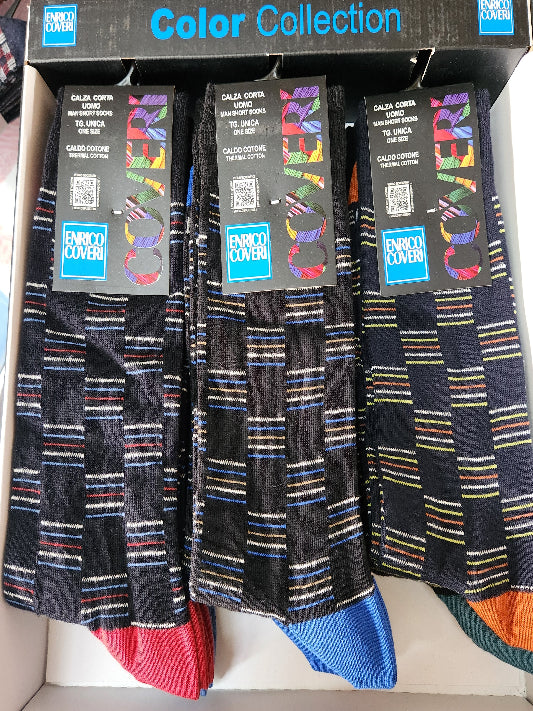 ENRICO
COVERI
Color Collection
ENRICO
COVERI
CALZA CORTA
UOMO
MAN SHORT SOCKS
TG. UNICA
ONE SIZE
CALDO COTONE
THERMAL COTTON
COVERI
ENRICO
COVERI
CALZA CORTA
UOMO
MAN SHORT SOCKS
TG. UNICA
ONE SIZE
CALDO COTONE
THERMAL COTTON
COVERI
ENRICO
COVERI
CALZA CORTA
UOMO
MAN SHORT SOCKS
TG. UNICA
ONE SIZE
CALDO COTONE
THERMAL COTTON
COVERI
ENRICO
COVERI